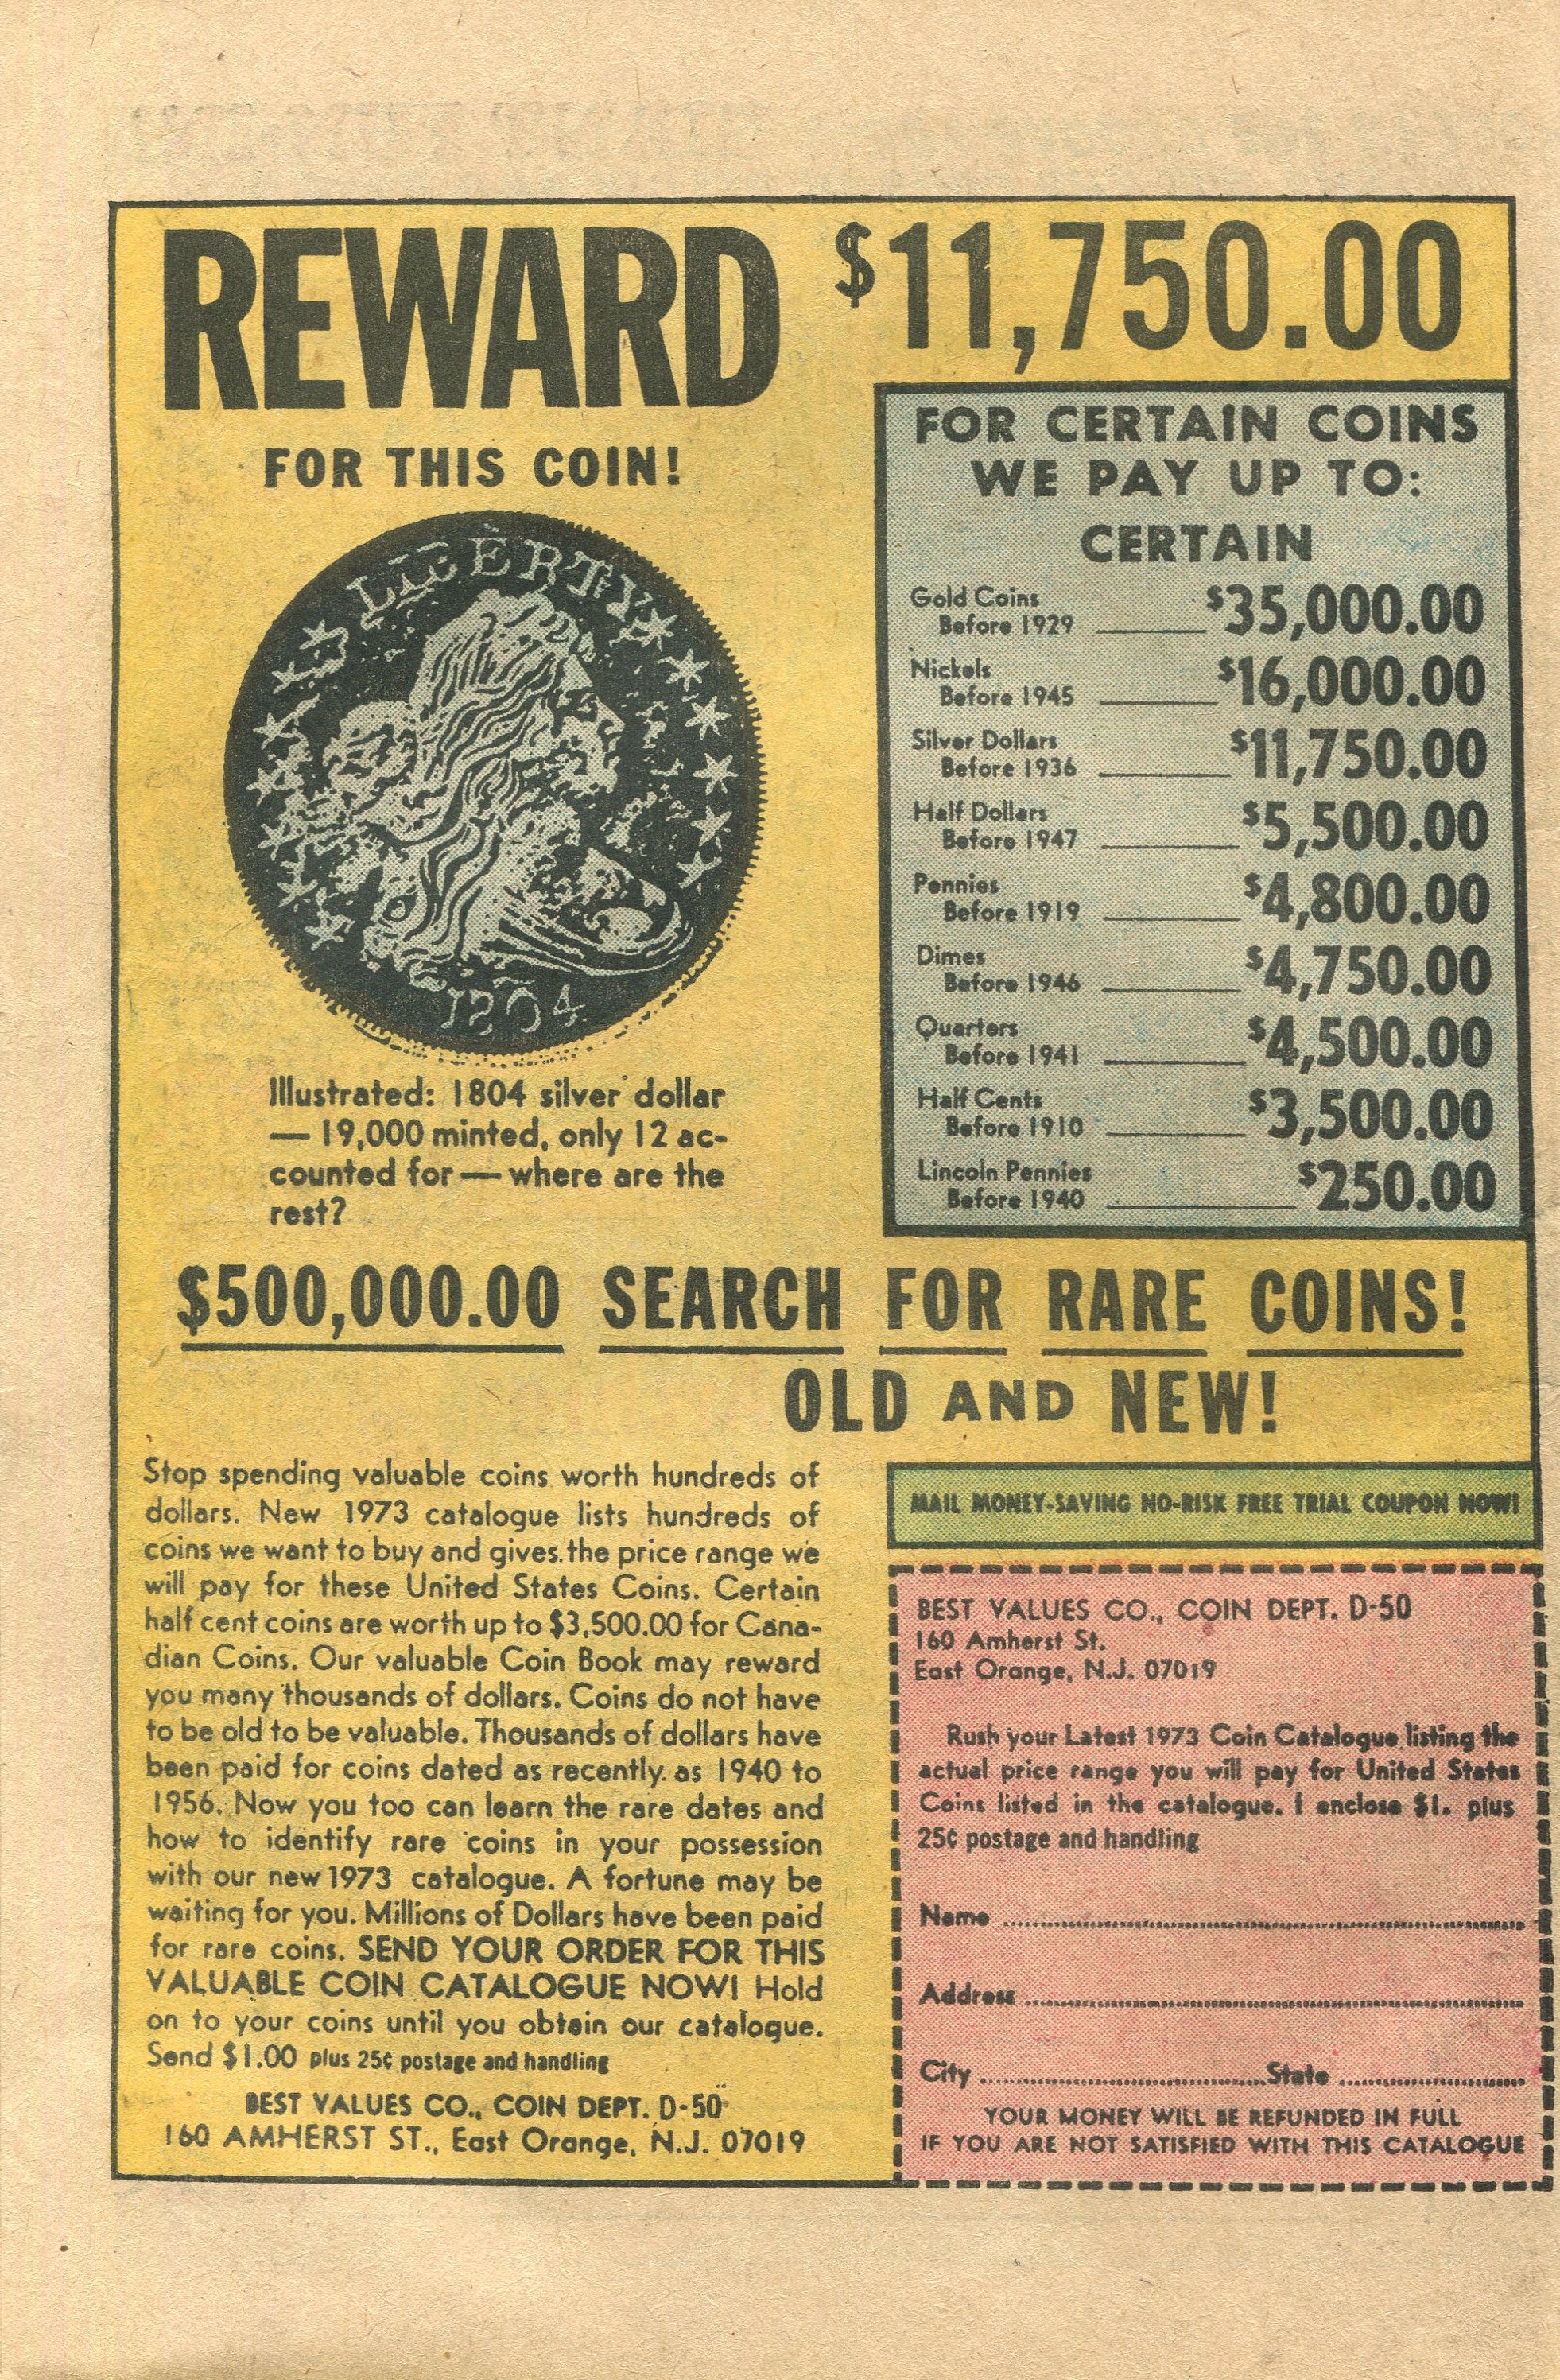 REWARD $11,750.00
FOR THIS COIN!
LIBERTY
1804
Illustrated: 1804 silver dollar
— 19,000 minted, only 12 ac-
counted for — where are the
rest?
FOR CERTAIN COINS
WE PAY UP TO:
CERTAIN
Gold Coins
Before 1929 $35,000.00
Nickels
Before 1945 $16,000.00
Silver Dollars
Before 1936 $11,750.00
Half Dollars
Before 1947 $5,500.00
Pennies
Before 1919 $4,800.00
Dimes
Before 1946 $4,750.00
Quarters
Before 1941 $4,500.00
Half Cents
Before 1910 $3,500.00
Lincoln Pennies
Before 1940 $250.00
$500,000.00 SEARCH FOR RARE COINS!
OLD AND NEW!
Stop spending valuable coins worth hundreds of
dollars. New 1973 catalogue lists hundreds of
coins we want to buy and gives the price range we
will pay for these United States Coins. Certain
half cent coins are worth up to $3,500.00 for Cana-
dian Coins. Our valuable Coin Book may reward
you many thousands of dollars. Coins do not have
to be old to be valuable. Thousands of dollars have
been paid for coins dated as recently as 1940 to
1956. Now you too can learn the rare dates and
how to identify rare coins in your possession
with our new 1973 catalogue. A fortune may be
waiting for you. Millions of Dollars have been paid
for rare coins. SEND YOUR ORDER FOR THIS
VALUABLE COIN CATALOGUE NOW! Hold
on to your coins until you obtain our catalogue.
Send $1.00 plus 25¢ postage and handling
BEST VALUES CO., COIN DEPT. D-50
160 AMHERST ST., East Orange, N.J. 07019
MAIL MONEY-SAVING NO-RISK FREE TRIAL COUPON NOW!
BEST VALUES CO., COIN DEPT. D-50
160 Amherst St.
East Orange, N.J. 07019
Rush your Latest 1973 Coin Catalogue listing the
actual price range you will pay for United States
Coins listed in the catalogue. I enclose $1. plus
25¢ postage and handling
Name
Address
City State
YOUR MONEY WILL BE REFUNDED IN FULL
IF YOU ARE NOT SATISFIED WITH THIS CATALOGUE